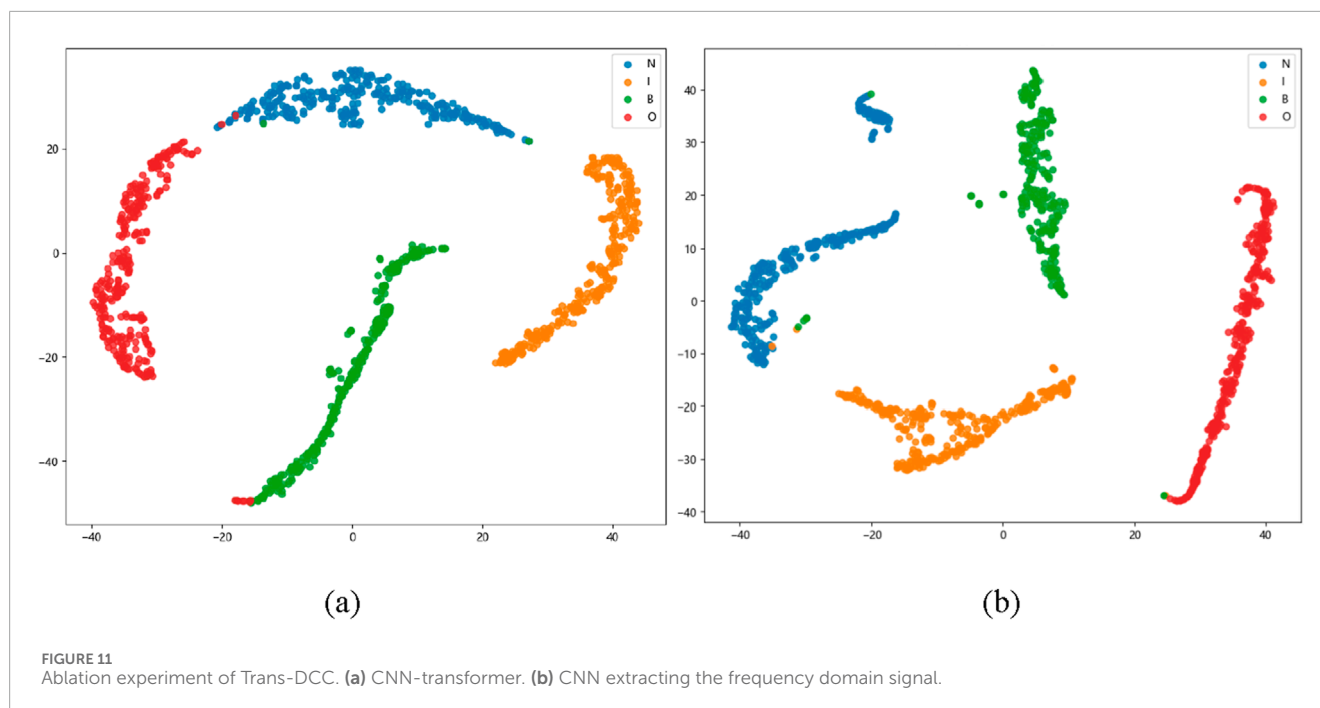 N
I
B
O
20
0
−20
−40
−40 −20 0 20 40
(a)
N
I
B
O
40
30
20
10
0
−10
−20
−30
−40
−40 −20 0 20 40
(b)
FIGURE 11
Ablation experiment of Trans-DCC. (a) CNN-transformer. (b) CNN extracting the frequency domain signal.